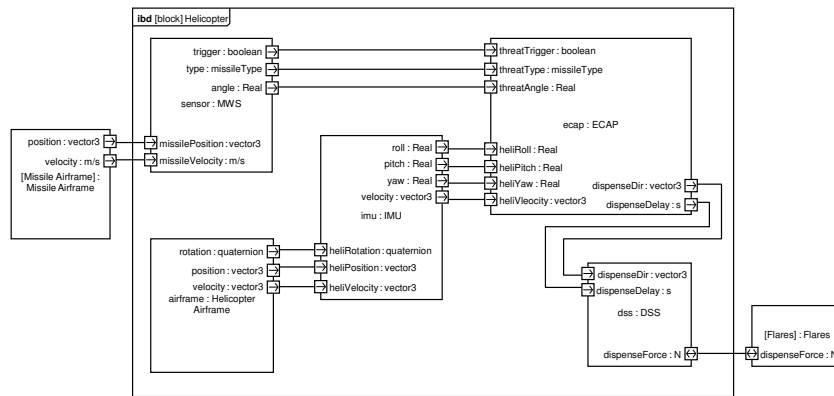 ibd [block] Helicopter
trigger : boolean
type : missileType
angle : Real
sensor : MWS
missilePosition : vector3
missileVelocity : m/s
threatTrigger : boolean
threatType : missileType
threatAngle : Real
ecap : ECAP
heliRoll : Real
heliPitch : Real
heliYaw : Real
heliVleocity : vector3
dispenseDir : vector3
dispenseDelay : s
position : vector3
velocity : m/s
[Missile Airframe] :
Missile Airframe
roll : Real
pitch : Real
yaw : Real
velocity : vector3
imu : IMU
heliRotation : quaternion
heliPosition : vector3
heliVelocity : vector3
rotation : quaternion
position : vector3
velocity : vector3
airframe : Helicopter
Airframe
dispenseDir : vector3
dispenseDelay : s
dss : DSS
dispenseForce : N
[Flares] : Flares
dispenseForce : N